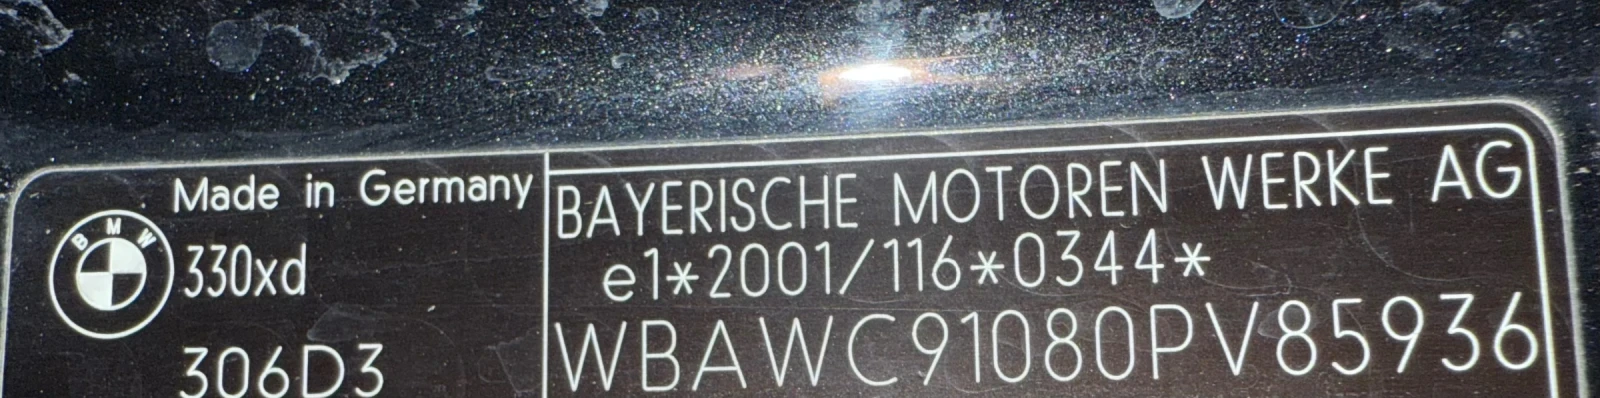 Made in Germany
BMW
330xd
306D3
BAYERISCHE MOTOREN WERKE AG
e1*2001/116*0344*
WBAWC91080PV85936